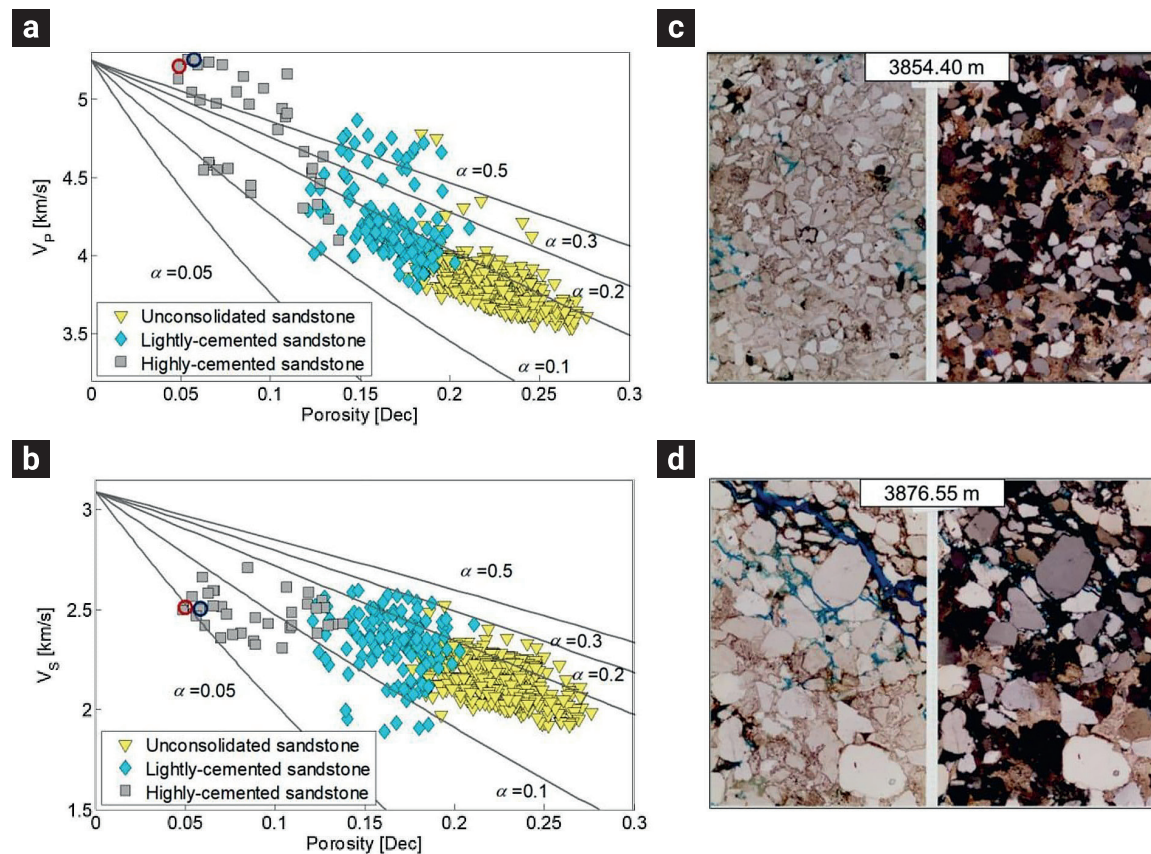 a
5
4.5
4
3.5
V_P [km/s]
α =0.5
α =0.3
α =0.2
α =0.1
α =0.05
Unconsolidated sandstone
Lightly-cemented sandstone
Highly-cemented sandstone
0 0.05 0.1 0.15 0.2 0.25 0.3
Porosity [Dec]
b
3
2.5
2
1.5
V_S [km/s]
α =0.5
α =0.3
α =0.2
α =0.05
α =0.1
Unconsolidated sandstone
Lightly-cemented sandstone
Highly-cemented sandstone
0 0.05 0.1 0.15 0.2 0.25 0.3
Porosity [Dec]
c
3854.40 m
d
3876.55 m